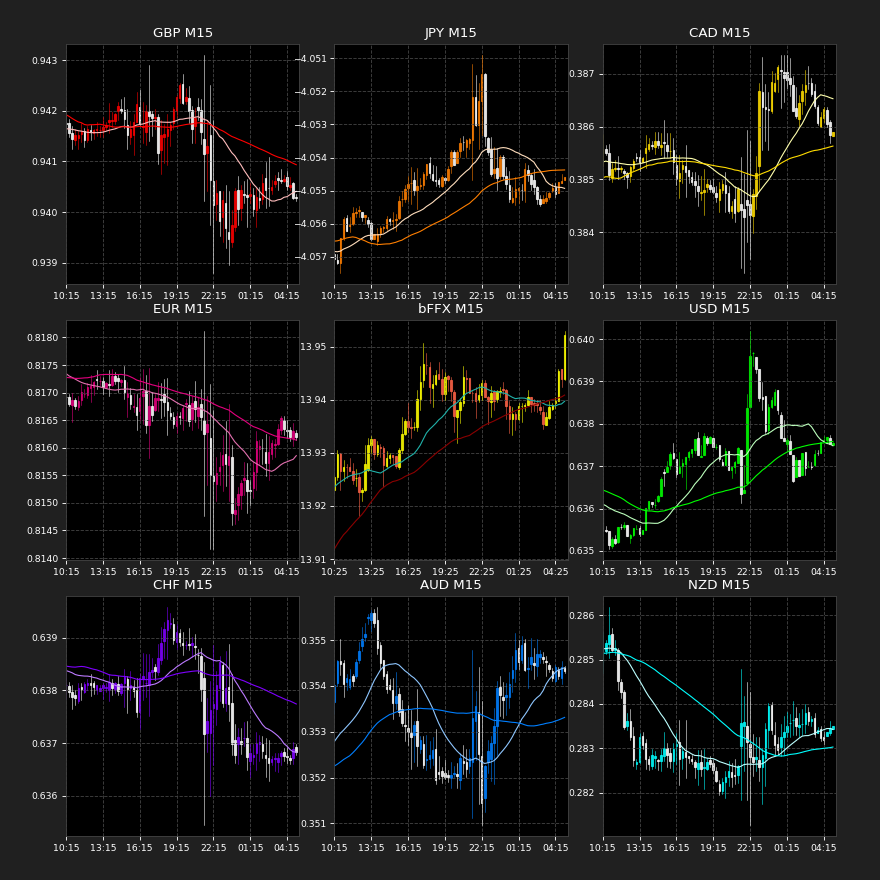 GBP M15
0.943
0.942
0.941
0.940
0.939
10:15 13:15 16:15 19:15 22:15 01:15 04:15
JPY M15
−4.051
−4.052
−4.053
−4.054
−4.055
−4.056
−4.057
10:15 13:15 16:15 19:15 22:15 01:15 04:15
CAD M15
0.387
0.386
0.385
0.384
10:15 13:15 16:15 19:15 22:15 01:15 04:15
EUR M15
0.8180
0.8175
0.8170
0.8165
0.8160
0.8155
0.8150
0.8145
0.8140
10:15 13:15 16:15 19:15 22:15 01:15 04:15
bFFX M15
13.95
13.94
13.93
13.92
13.91
10:25 13:25 16:25 19:25 22:25 01:25 04:25
USD M15
0.640
0.639
0.638
0.637
0.636
0.635
10:15 13:15 16:15 19:15 22:15 01:15 04:15
CHF M15
0.639
0.638
0.637
0.636
10:15 13:15 16:15 19:15 22:15 01:15 04:15
AUD M15
0.355
0.354
0.353
0.352
0.351
10:15 13:15 16:15 19:15 22:15 01:15 04:15
NZD M15
0.286
0.285
0.284
0.283
0.282
10:15 13:15 16:15 19:15 22:15 01:15 04:15